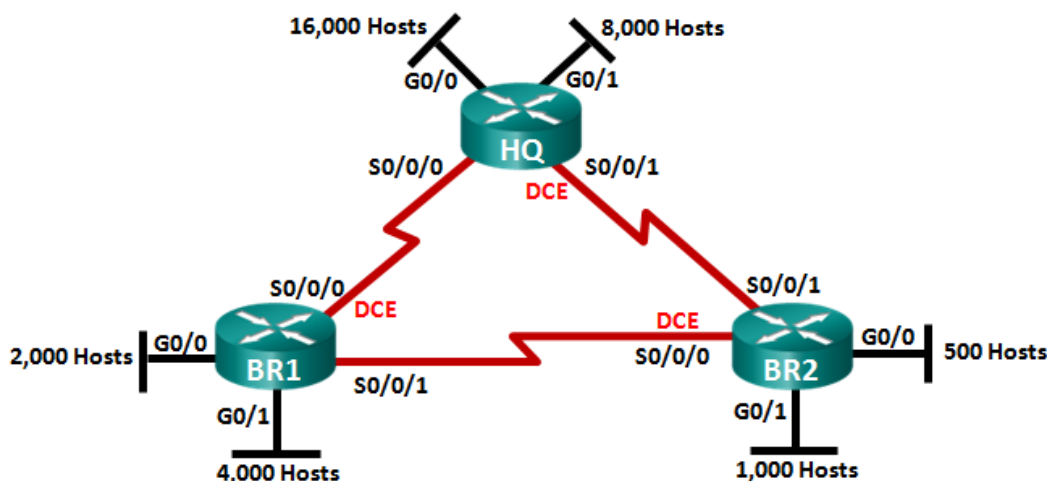 16,000 Hosts
8,000 Hosts
G0/0
G0/1
HQ
S0/0/0
S0/0/1
DCE
S0/0/0
DCE
S0/0/1
DCE
2,000 Hosts
G0/0
BR1
S0/0/1
S0/0/0
BR2
G0/0
500 Hosts
G0/1
4,000 Hosts
G0/1
1,000 Hosts